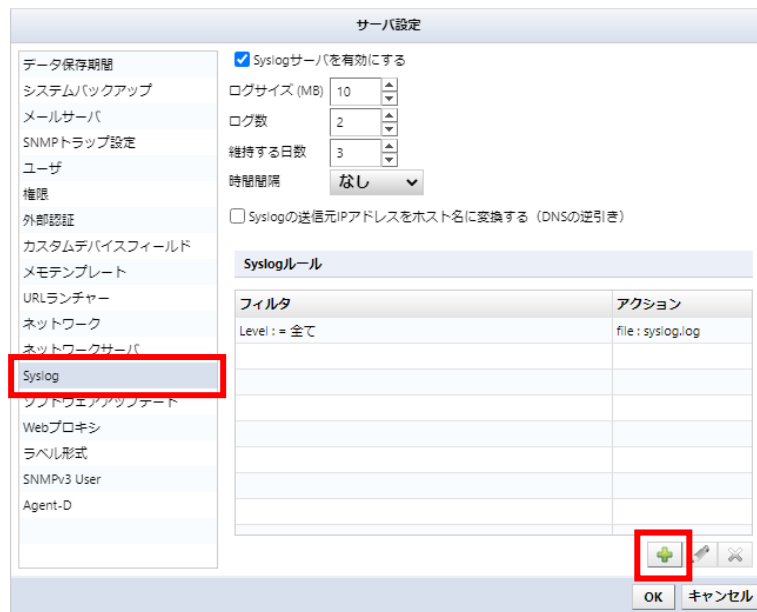 サーバ設定
データ保存期間
システムバックアップ
メールサーバ
SNMPトラップ設定
ユーザ
権限
外部認証
カスタムデバイスフィールド
メモテンプレート
URLランチャー
ネットワーク
ネットワークサーバ
Syslog
ソフトウェアアップデート
Webプロキシ
ラベル形式
SNMPv3 User
Agent-D
Syslogサーバを有効にする
ログサイズ (MB) 10
ログ数 2
維持する日数 3
時間間隔 なし
Syslogの送信元IPアドレスをホスト名に変換する（DNSの逆引き）
Syslogルール
フィルタ アクション
Level : = 全て file : syslog.log
OK キャンセル